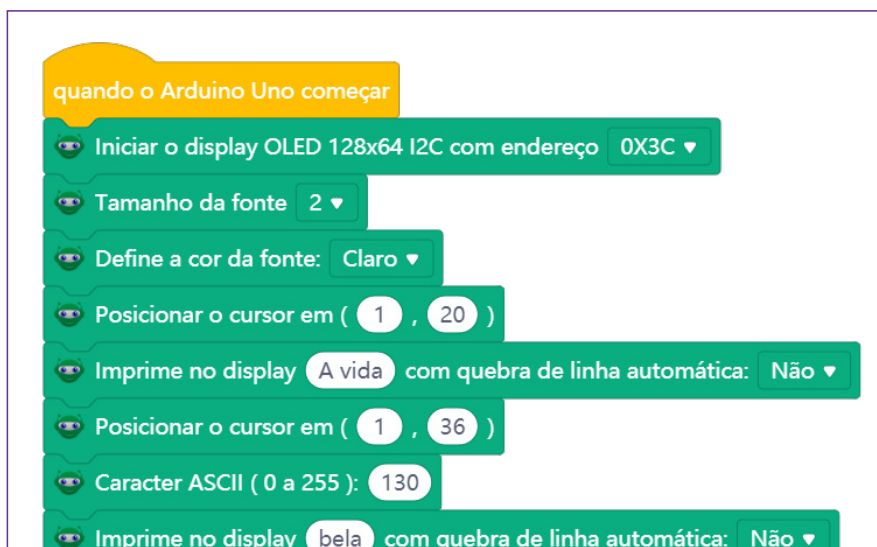 quando o Arduino Uno começar
Iniciar o display OLED 128x64 I2C com endereço 0X3C ▼
Tamanho da fonte 2 ▼
Define a cor da fonte: Claro ▼
Posicionar o cursor em ( 1 , 20 )
Imprime no display A vida com quebra de linha automática: Não ▼
Posicionar o cursor em ( 1 , 36 )
Caracter ASCII ( 0 a 255 ): 130
Imprime no display bela com quebra de linha automática: Não ▼